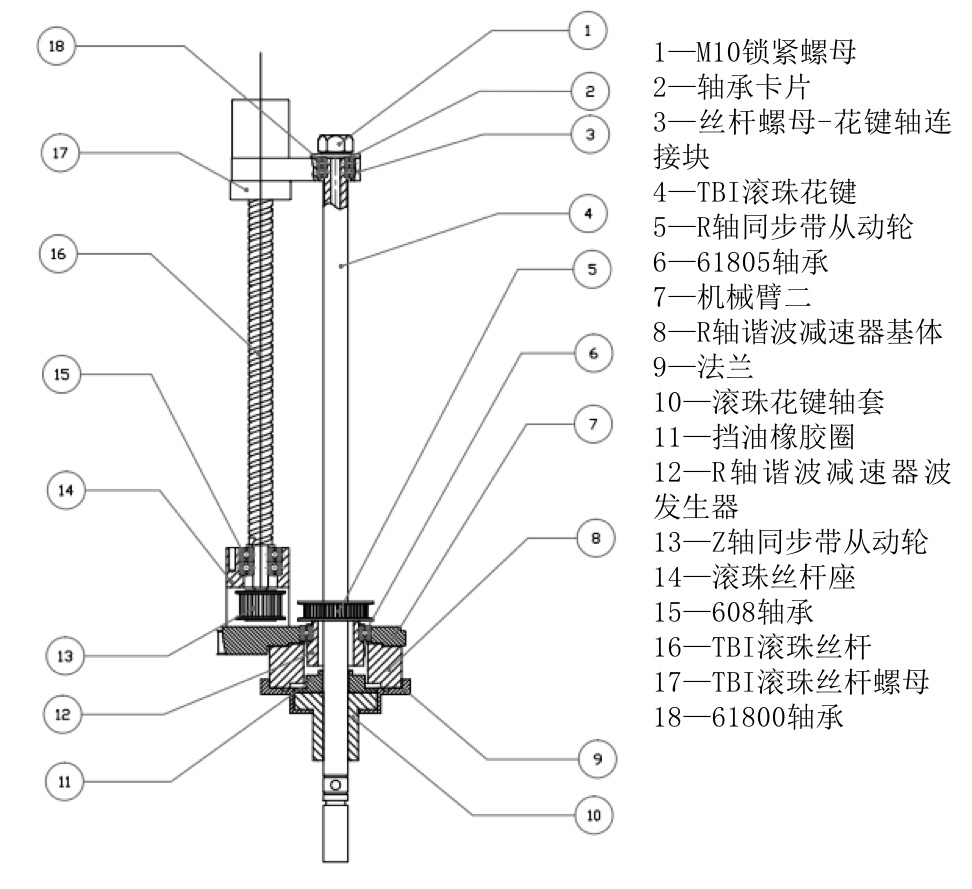 18
1
2
3
17
4
16
5
6
15
7
14
8
13
12
11
9
10
1—M10锁紧螺母
2—轴承卡片
3—丝杆螺母-花键轴连
接块
4—TBI滚珠花键
5—R轴同步带从动轮
6—61805轴承
7—机械臂二
8—R轴谐波减速器基体
9—法兰
10—滚珠花键轴套
11—挡油橡胶圈
12—R轴谐波减速器波
发生器
13—Z轴同步带从动轮
14—滚珠丝杆座
15—608轴承
16—TBI滚珠丝杆
17—TBI滚珠丝杆螺母
18—61800轴承